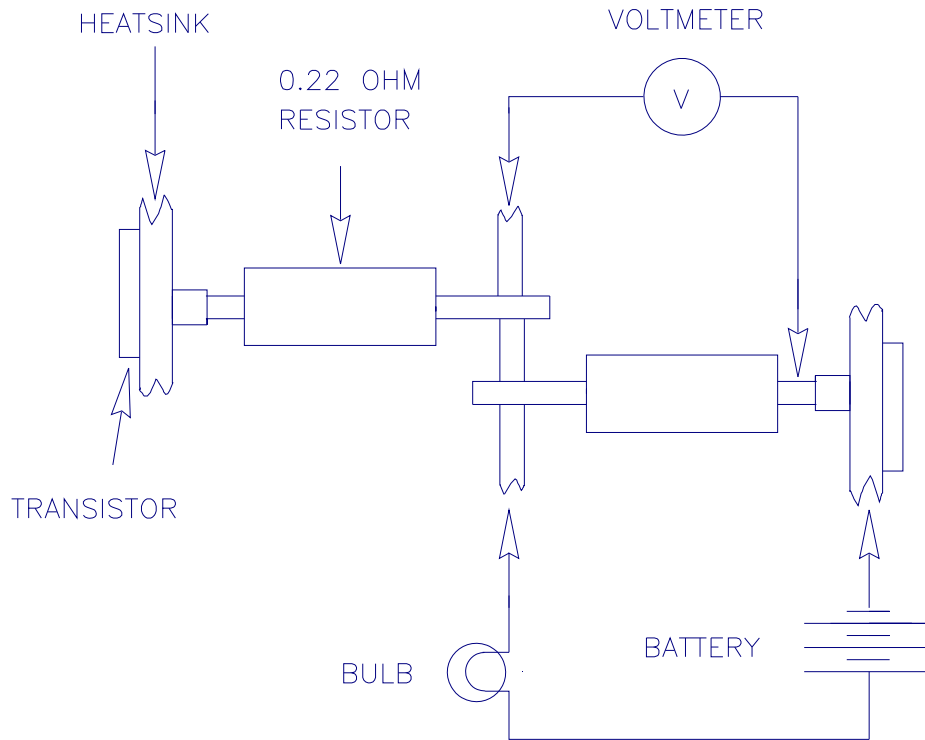 HEATSINK
VOLTMETER
0.22 OHM
RESISTOR
V
TRANSISTOR
BATTERY
BULB